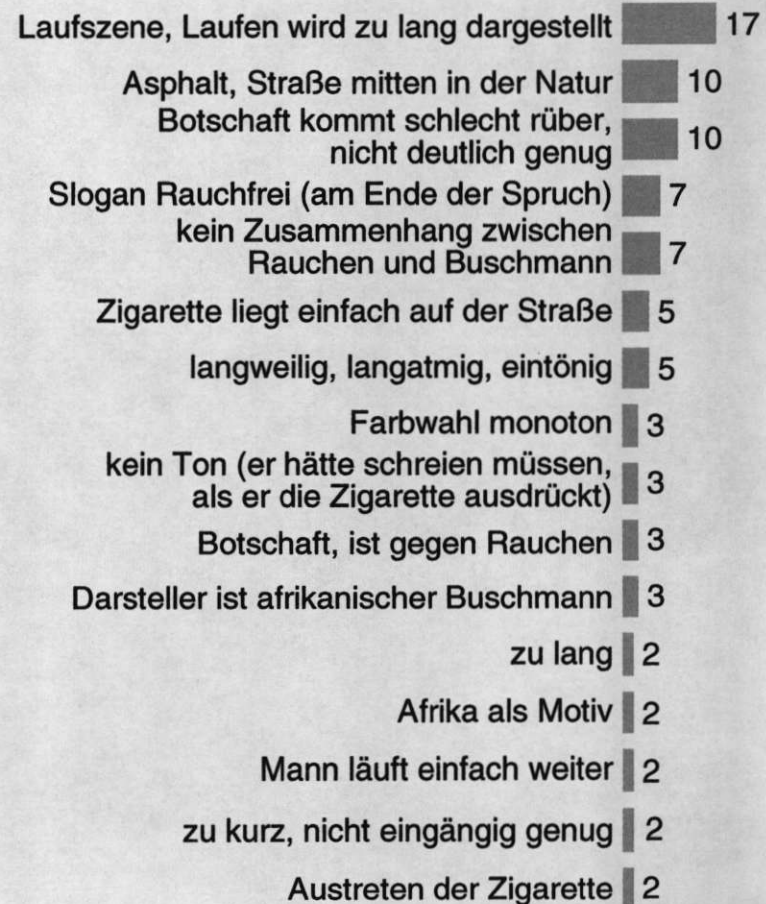 Laufszene, Laufen wird zu lang dargestellt 17
Asphalt, Straße mitten in der Natur 10
Botschaft kommt schlecht rüber,
nicht deutlich genug 10
Slogan Rauchfrei (am Ende der Spruch) 7
kein Zusammenhang zwischen
Rauchen und Buschmann 7
Zigarette liegt einfach auf der Straße 5
langweilig, langatmig, eintönig 5
Farbwahl monoton 3
kein Ton (er hätte schreien müssen,
als er die Zigarette ausdrückt) 3
Botschaft, ist gegen Rauchen 3
Darsteller ist afrikanischer Buschmann 3
zu lang 2
Afrika als Motiv 2
Mann läuft einfach weiter 2
zu kurz, nicht eingängig genug 2
Austreten der Zigarette 2